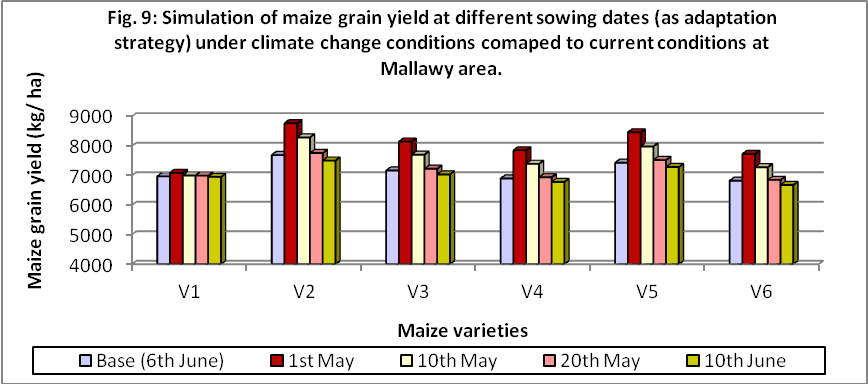 Fig. 9: Simulation of maize grain yield at different sowing dates (as adaptation
strategy) under climate change conditions comaped to current conditions at
Mallawy area.
Maize grain yield (kg/ ha)
9000
8000
7000
6000
5000
4000
V1 V2 V3 V4 V5 V6
Maize varieties
Base (6th June) 1st May 10th May 20th May 10th June